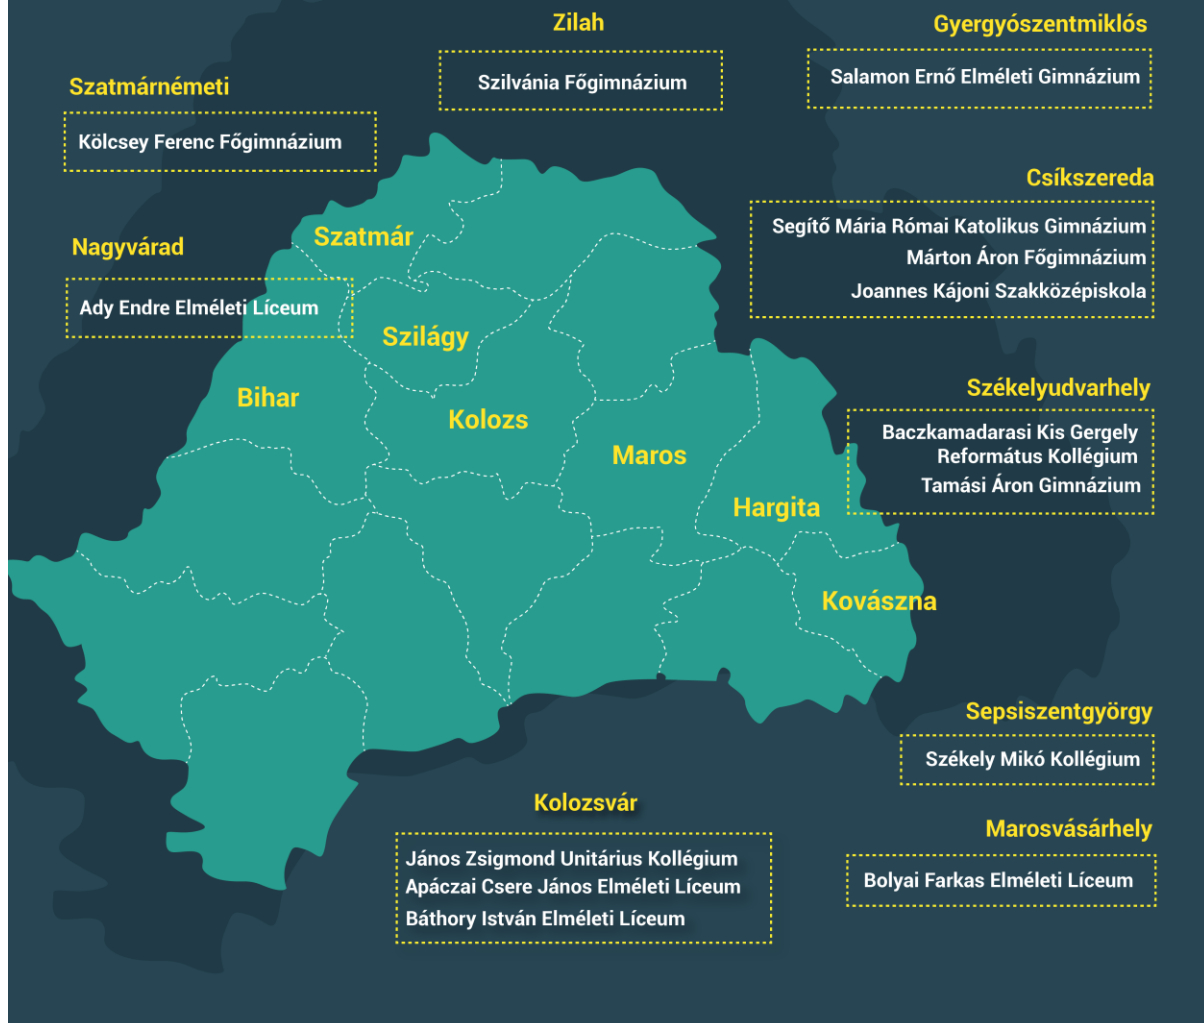 Zilah
Szilvánia Főgimnázium
Gyergyószentmiklós
Salamon Ernő Elméleti Gimnázium
Szatmárnémeti
Kölcsey Ferenc Főgimnázium
Csíkszereda
Segítő Mária Római Katolikus Gimnázium
Márton Áron Főgimnázium
Joannes Kájoni Szakközépiskola
Nagyvárad
Ady Endre Elméleti Líceum
Szatmár
Szilágy
Bihar
Kolozs
Maros
Hargita
Kovászna
Székelyudvarhely
Baczkamadarasi Kis Gergely
Református Kollégium
Tamási Áron Gimnázium
Sepsiszentgyörgy
Székely Mikó Kollégium
Kolozsvár
János Zsigmond Unitárius Kollégium
Apáczai Csere János Elméleti Líceum
Báthory István Elméleti Líceum
Marosvásárhely
Bolyai Farkas Elméleti Líceum